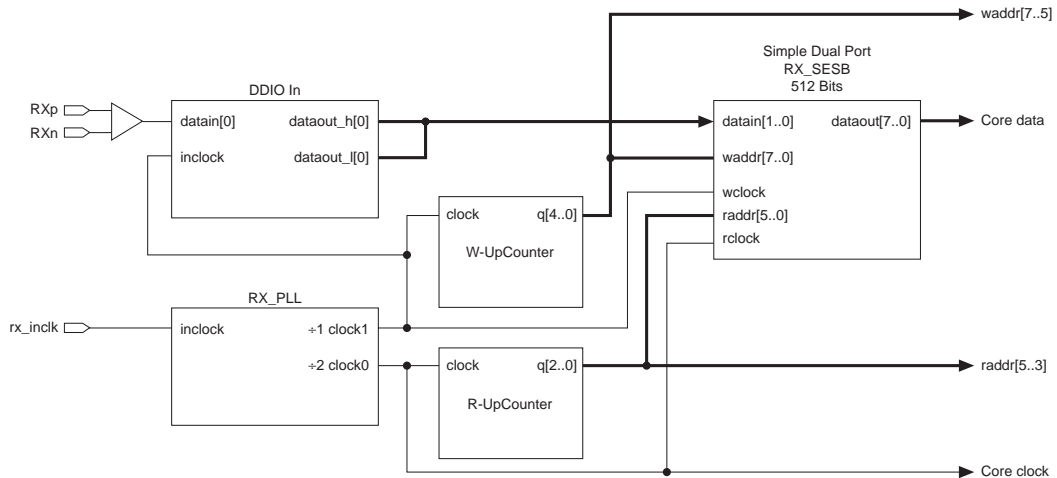 waddr[7..5]
Simple Dual Port
RX_SESB
512 Bits
DDIO In
RXp
RXn
datain[0]
dataout_h[0]
inclock
dataout_l[0]
datain[1..0]
dataout[7..0]
Core data
waddr[7..0]
wclock
raddr[5..0]
rclock
clock
q[4..0]
W-UpCounter
RX_PLL
rx_inclk
inclock
÷1 clock1
÷2 clock0
clock
q[2..0]
R-UpCounter
raddr[5..3]
Core clock